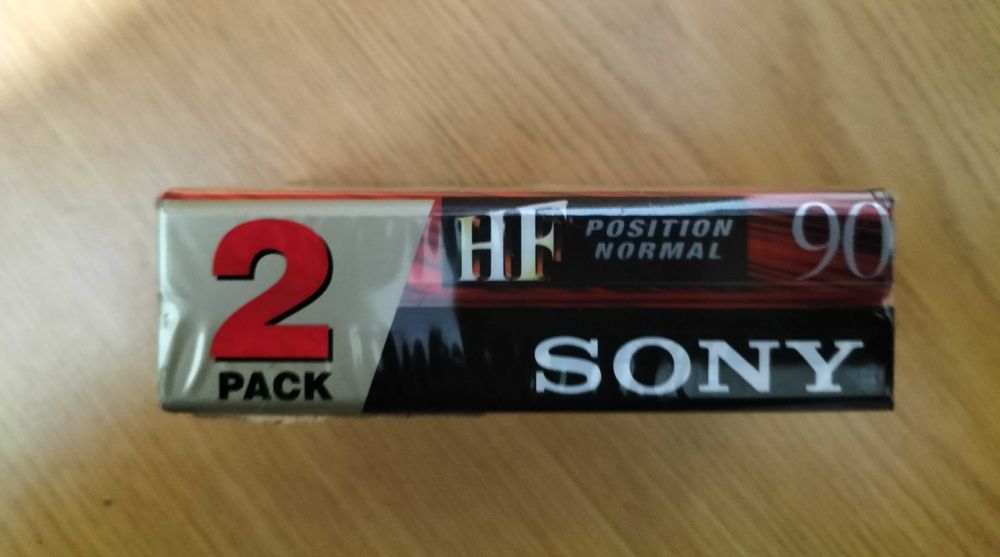 2
PACK
HF
POSITION
NORMAL
90
SONY